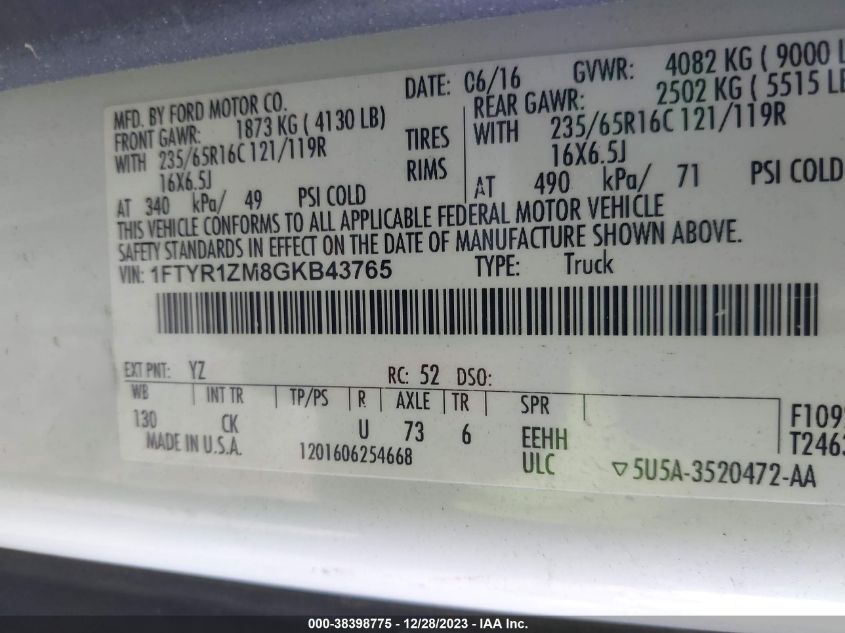 MFD. BY FORD MOTOR CO. DATE: 06/16 GVWR: 4082 KG ( 9000 L
FRONT GAWR: 1873 KG ( 4130 LB) REAR GAWR: 2502 KG ( 5515 LB
WITH 235/65R16C 121/119R TIRES WITH 235/65R16C 121/119R
16X6.5J RIMS 16X6.5J
AT 340 kPa/ 49 PSI COLD AT 490 kPa/ 71 PSI COLD
THIS VEHICLE CONFORMS TO ALL APPLICABLE FEDERAL MOTOR VEHICLE
SAFETY STANDARDS IN EFFECT ON THE DATE OF MANUFACTURE SHOWN ABOVE.
VIN: 1FTYR1ZM8GKB43765 TYPE: Truck
EXT PNT: YZ RC: 52 DSO:
WB INT TR TP/PS R AXLE TR SPR
130 CK U 73 6 EEHH F109
MADE IN U.S.A. 1201606254668 ULC T246
▽5U5A-3520472-AA
000-38398775 - 12/28/2023 - IAA Inc.